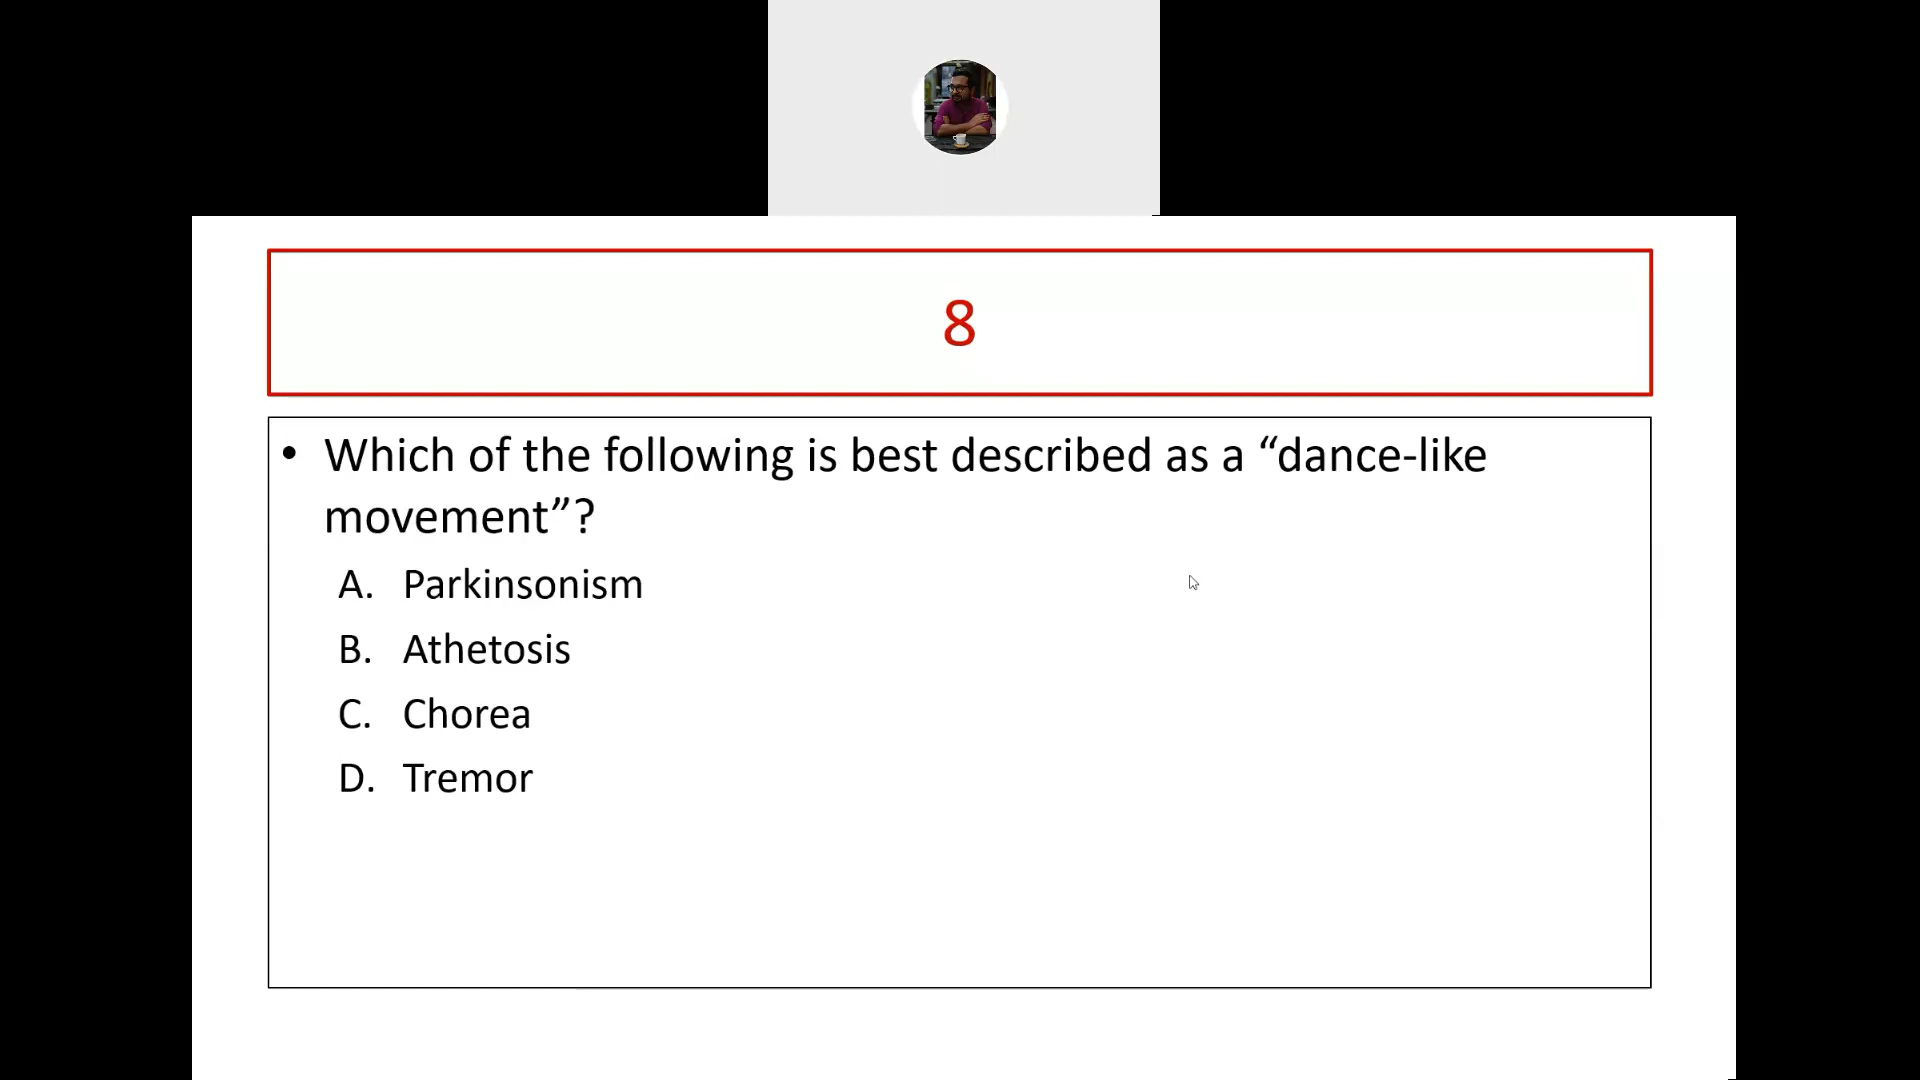 8
• Which of the following is best described as a “dance-like
movement”?
A. Parkinsonism
B. Athetosis
C. Chorea
D. Tremor